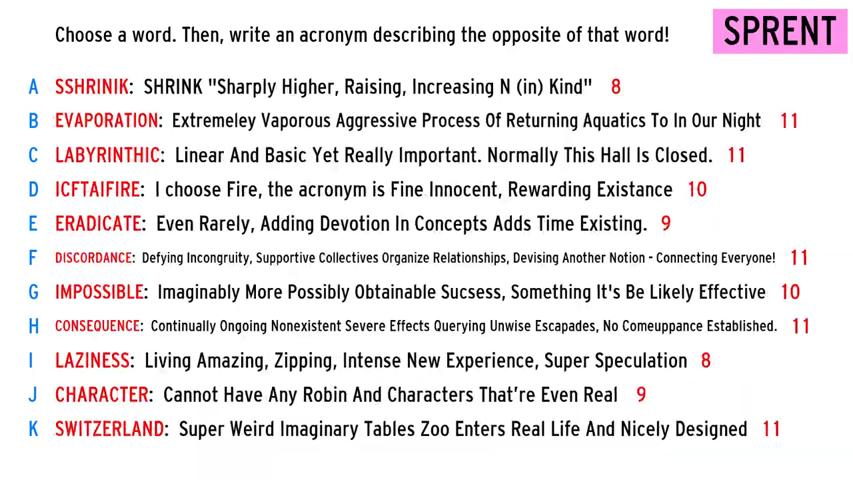 Choose a word. Then, write an acronym describing the opposite of that word!
SPRENT
A SSHRINIK: SHRINK "Sharply Higher, Raising, Increasing N (in) Kind" 8
B EVAPORATION: Extremeley Vaporous Aggressive Process Of Returning Aquatics To In Our Night 11
C LABYRINTHIC: Linear And Basic Yet Really Important. Normally This Hall Is Closed. 11
D ICFTAIFIRE: I choose Fire, the acronym is Fine Innocent, Rewarding Existance 10
E ERADICATE: Even Rarely, Adding Devotion In Concepts Adds Time Existing. 9
F DISCORDANCE: Defying Incongruity, Supportive Collectives Organize Relationships, Devising Another Notion - Connecting Everyone! 11
G IMPOSSIBLE: Imaginably More Possibly Obtainable Sucsess, Something It's Be Likely Effective 10
H CONSEQUENCE: Continually Ongoing Nonexistent Severe Effects Querying Unwise Escapades, No Comeuppance Established. 11
I LAZINESS: Living Amazing, Zipping, Intense New Experience, Super Speculation 8
J CHARACTER: Cannot Have Any Robin And Characters That're Even Real 9
K SWITZERLAND: Super Weird Imaginary Tables Zoo Enters Real Life And Nicely Designed 11